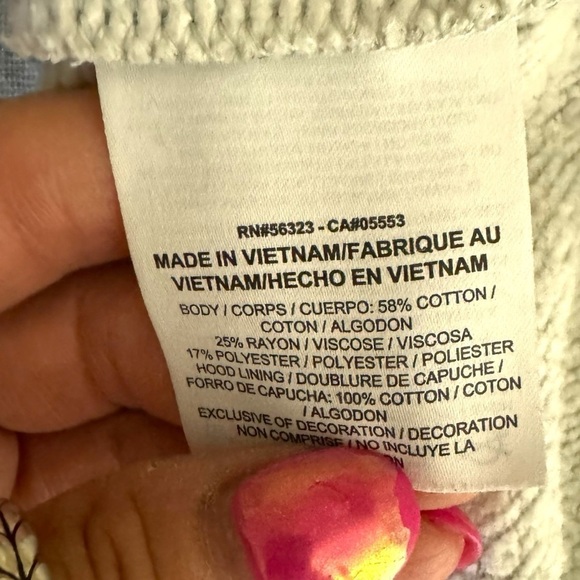 RN#56323 - CA#05553
MADE IN VIETNAM/FABRIQUE AU
VIETNAM/HECHO EN VIETNAM
BODY / CORPS / CUERPO: 58% COTTON /
COTON / ALGODON
25% RAYON / VISCOSE / VISCOSA
17% POLYESTER / POLYESTER / POLIESTER
HOOD LINING / DOUBLURE DE CAPUCHE /
FORRO DE CAPUCHA: 100% COTTON / COTON
/ ALGODON
EXCLUSIVE OF DECORATION / DECORATION
NON COMPRISE / NO INCLUYE LA